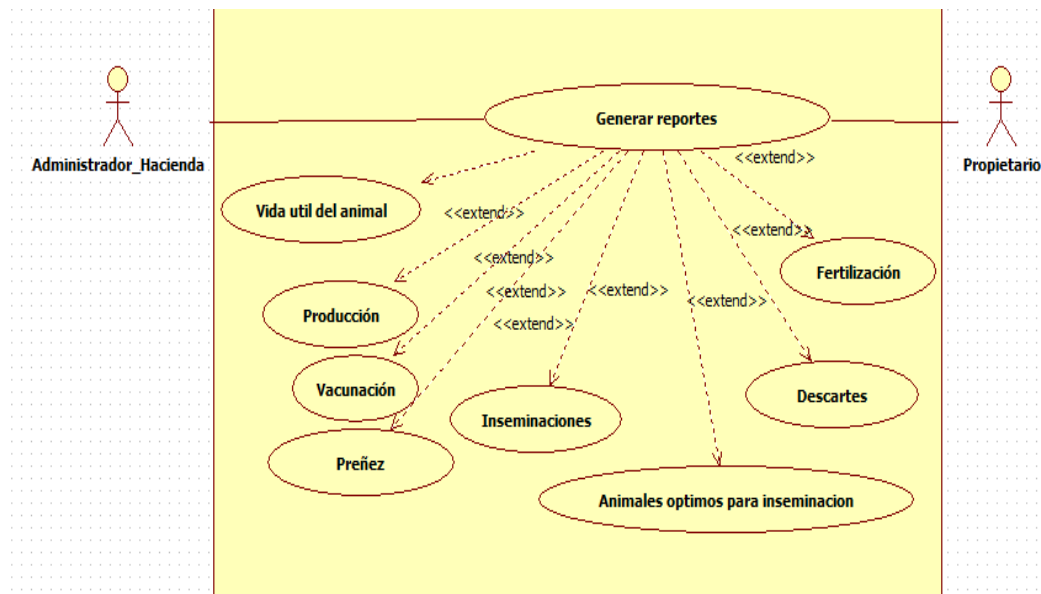 Generar reportes
<<extend>>
Administrador_Hacienda
Propietario
Vida util del animal
<<extend>>
<<extend>>
<<extend>>
Fertilización
<<extend>>
<<extend>>
<<extend>>
Producción
<<extend>>
Vacunación
Descartes
Inseminaciones
Preñez
Animales optimos para inseminacion